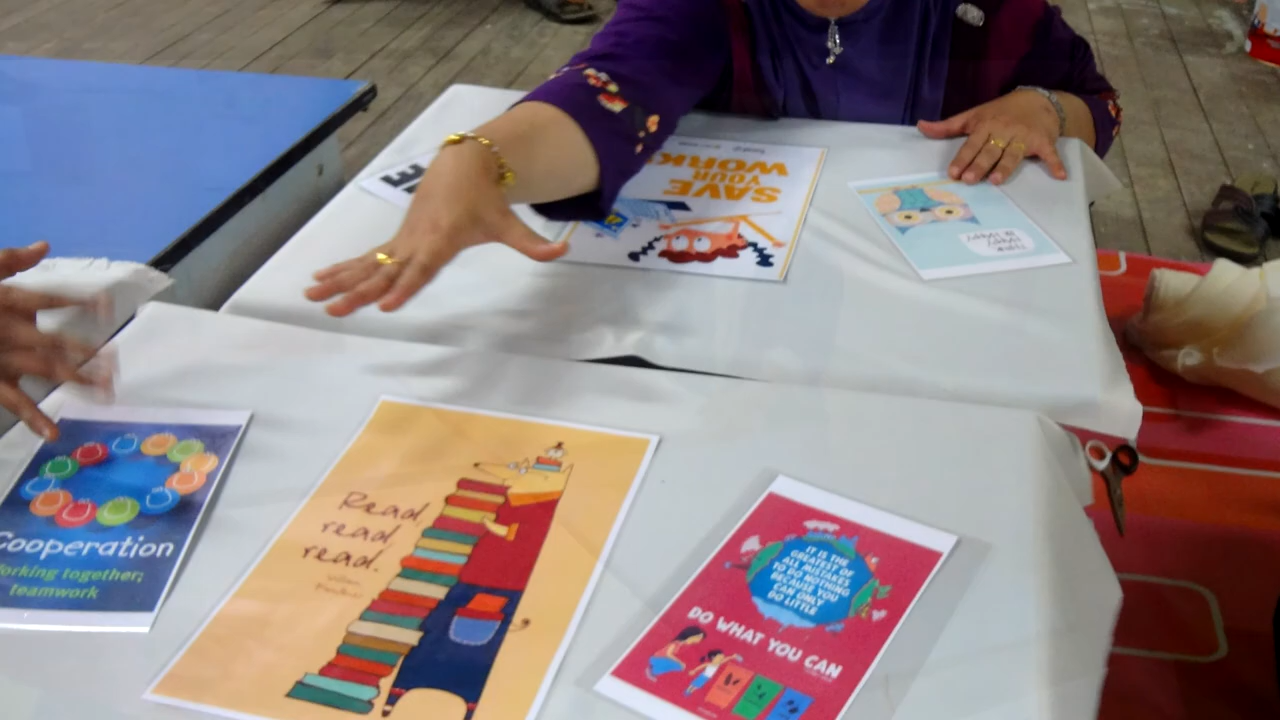 SAVE
YOUR
WORK!
Cooperation
Working together;
teamwork
Read,
read
read.
IT IS THE
GREATEST OF
ALL MISTAKES
TO DO NOTHING
BECAUSE YOU
CAN ONLY
DO LITTLE
DO WHAT YOU CAN